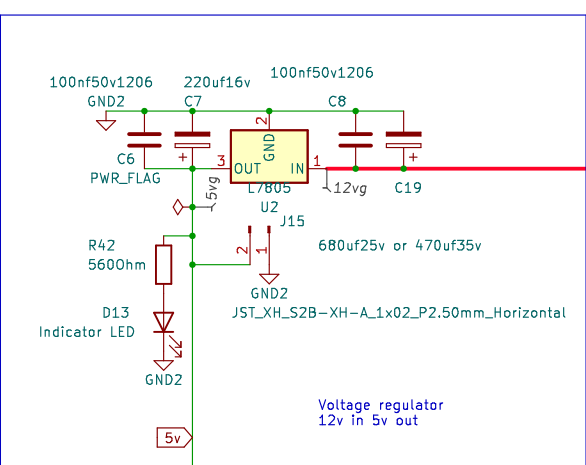 100nf50v1206
220uf16v
100nf50v1206
GND2
C7
C8
2
GND
C6
+
3
OUT
IN
1
+
PWR_FLAG
5vg
L7805
12vg
C19
U2
J15
R42
560Ohm
2
1
680uf25v or 470uf35v
GND2
D13
JST_XH_S2B-XH-A_1x02_P2.50mm_Horizontal
Indicator LED
GND2
Voltage regulator
12v in 5v out
5v